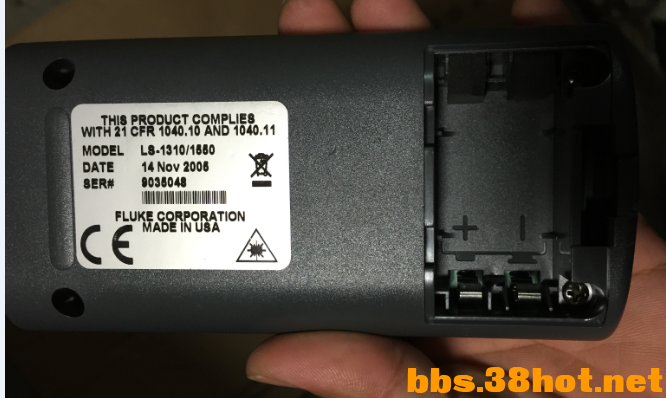 THIS PRODUCT COMPLIES
WITH 21 CFR 1040.10 AND 1040.11
MODEL LS-1310/1550
DATE 14 Nov 2005
SER# 9035048
FLUKE CORPORATION
MADE IN USA
CE
+ −
bbs.38hot.net